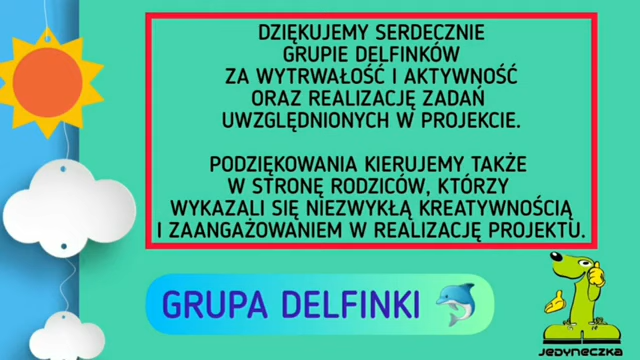 DZIĘKUJEMY SERDECZNIE
GRUPIE DELFINKÓW
ZA WYTRWAŁOŚĆ I AKTYWNOŚĆ
ORAZ REALIZACJĘ ZADAŃ
UWZGLĘDNIONYCH W PROJEKCIE.
PODZIĘKOWANIA KIERUJEMY TAKŻE
W STRONĘ RODZICÓW, KTÓRZY
WYKAZALI SIĘ NIEZWYKŁĄ KREATYWNOŚCIĄ
I ZAANGAŻOWANIEM W REALIZACJĘ PROJEKTU.
GRUPA DELFINKI
JEDYNECZKA